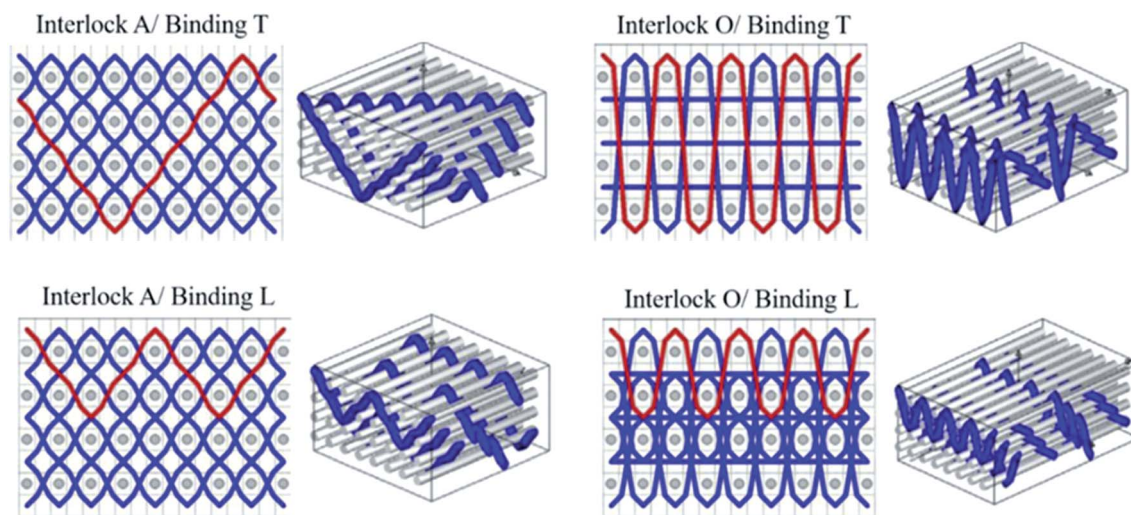 Interlock A/ Binding T
Interlock O/ Binding T
Interlock A/ Binding L
Interlock O/ Binding L